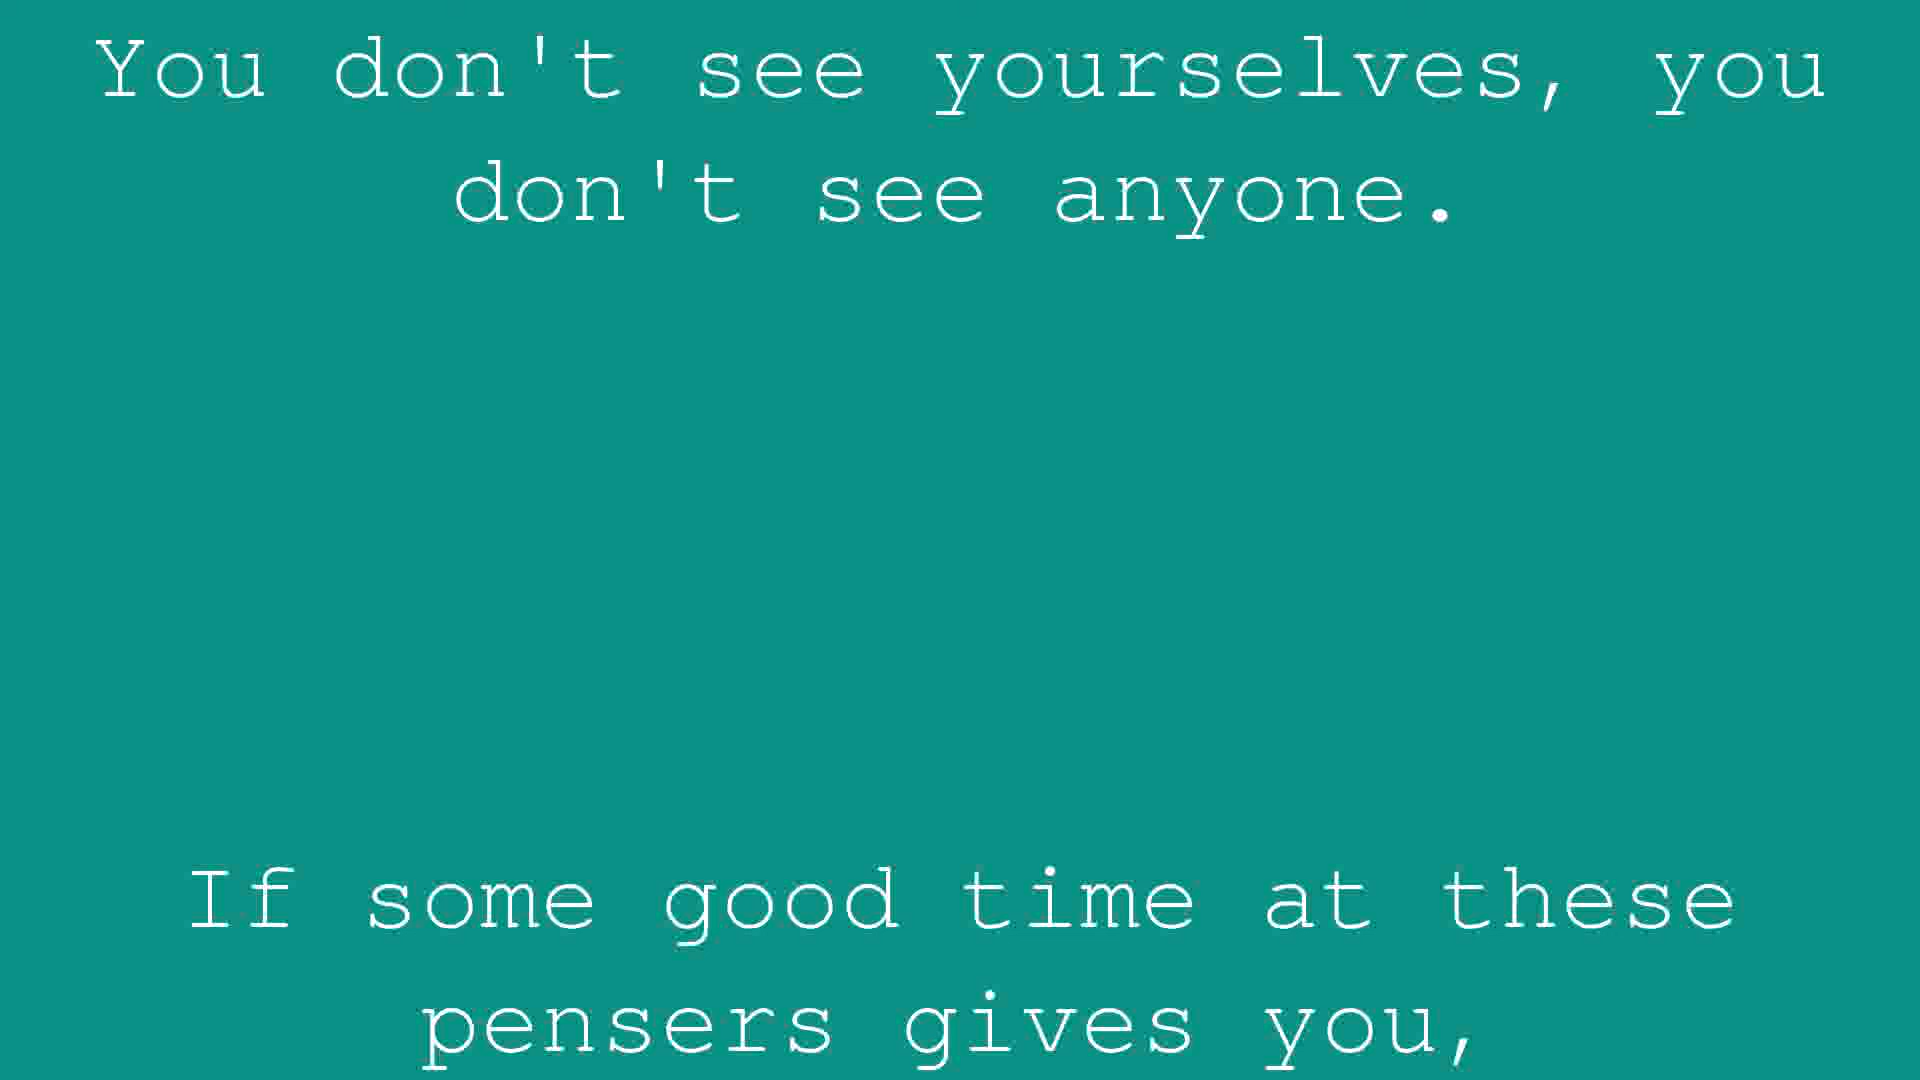 You don't see yourselves, you
don't see anyone.
If some good time at these
pensers gives you,